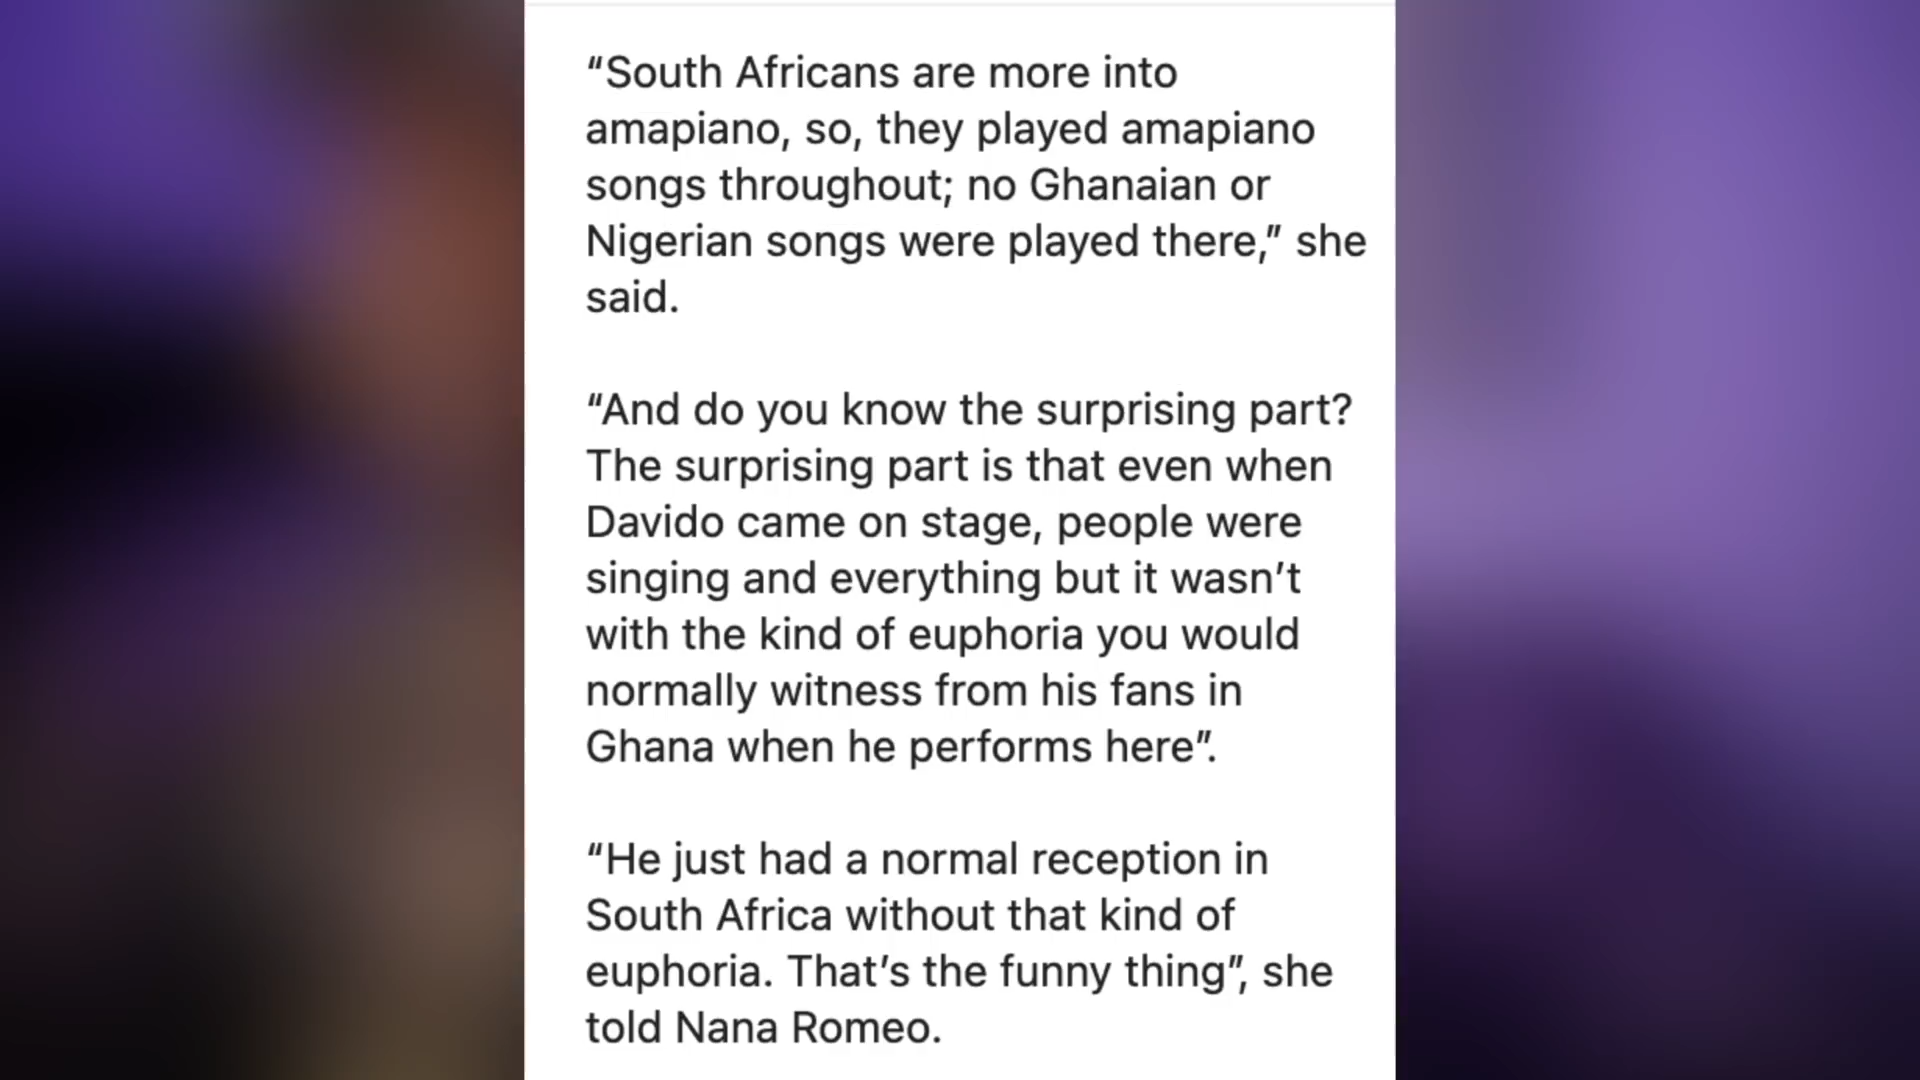 “South Africans are more into
amapiano, so, they played amapiano
songs throughout; no Ghanaian or
Nigerian songs were played there,” she
said.
“And do you know the surprising part?
The surprising part is that even when
Davido came on stage, people were
singing and everything but it wasn’t
with the kind of euphoria you would
normally witness from his fans in
Ghana when he performs here”.
“He just had a normal reception in
South Africa without that kind of
euphoria. That’s the funny thing”, she
told Nana Romeo.